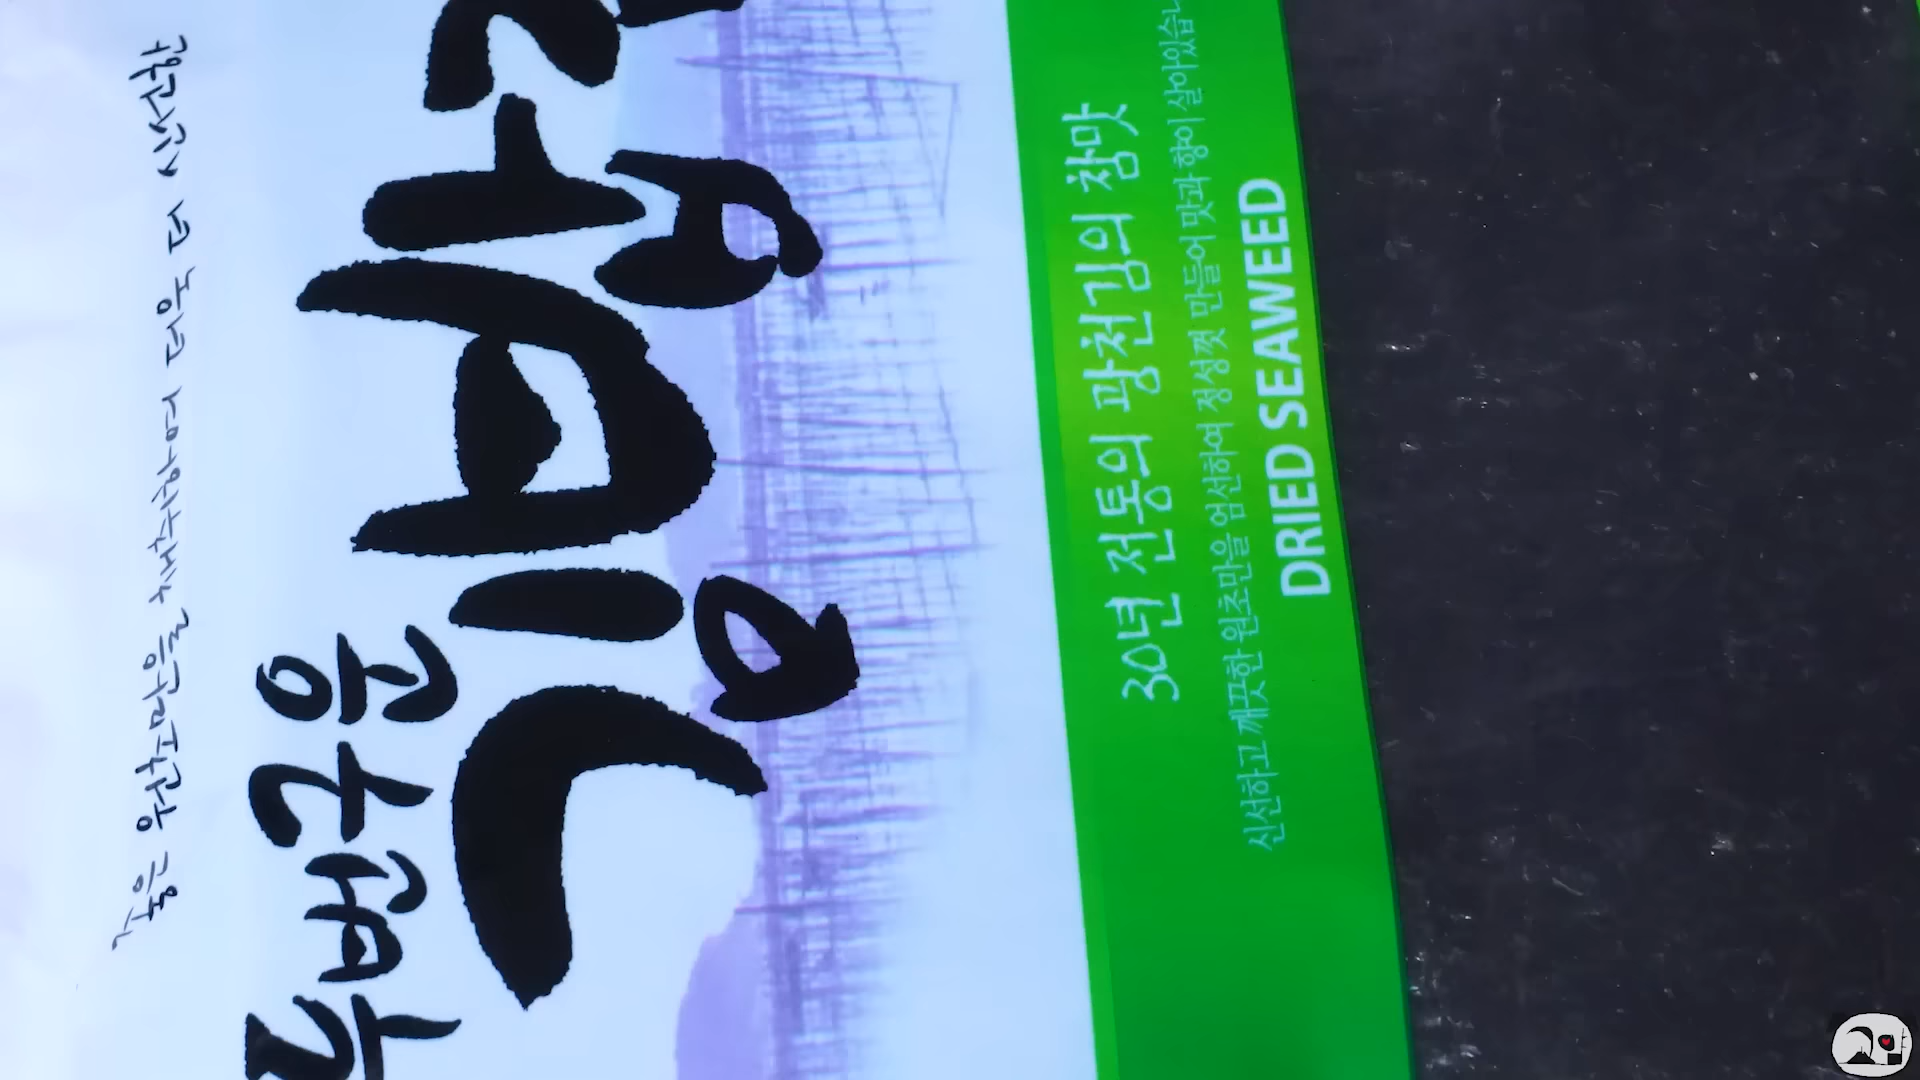 좋은 원초만을채취하여 더욱 더 신선한
두번구운
김밥
30년 전통의 광천김의 참맛
신선하고 깨끗한 원초만을 엄선하여 정성껏 만들어 맛과 향이 살아있습니
DRIED SEAWEED